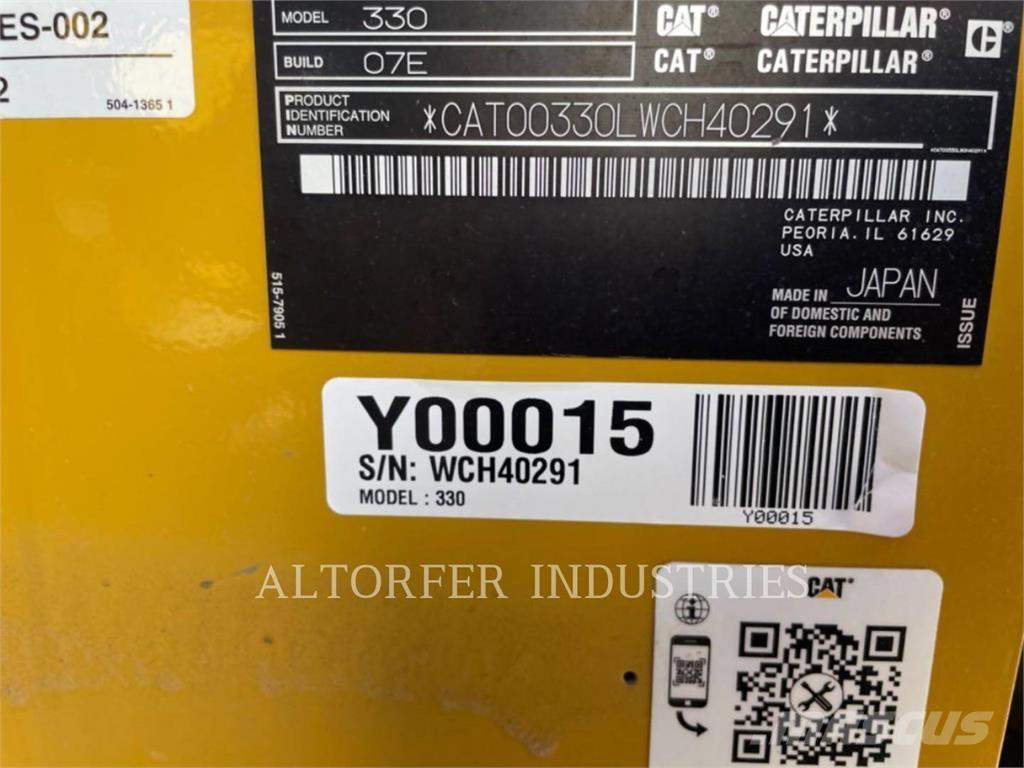 ES-002
2
504-1365 1
MODEL 330
BUILD 07E
PRODUCT IDENTIFICATION NUMBER *CAT00330LWCH40291*
CAT® CATERPILLAR®
CAT® CATERPILLAR®
*CAT00330LWCH40291*
CATERPILLAR INC.
PEORIA. IL 61629
USA
MADE IN JAPAN
OF DOMESTIC AND
FOREIGN COMPONENTS
515-7905 1
ISSUE
Y00015
S/N: WCH40291
MODEL : 330
Y00015
ALTORFER INDUSTRIES
CAT®